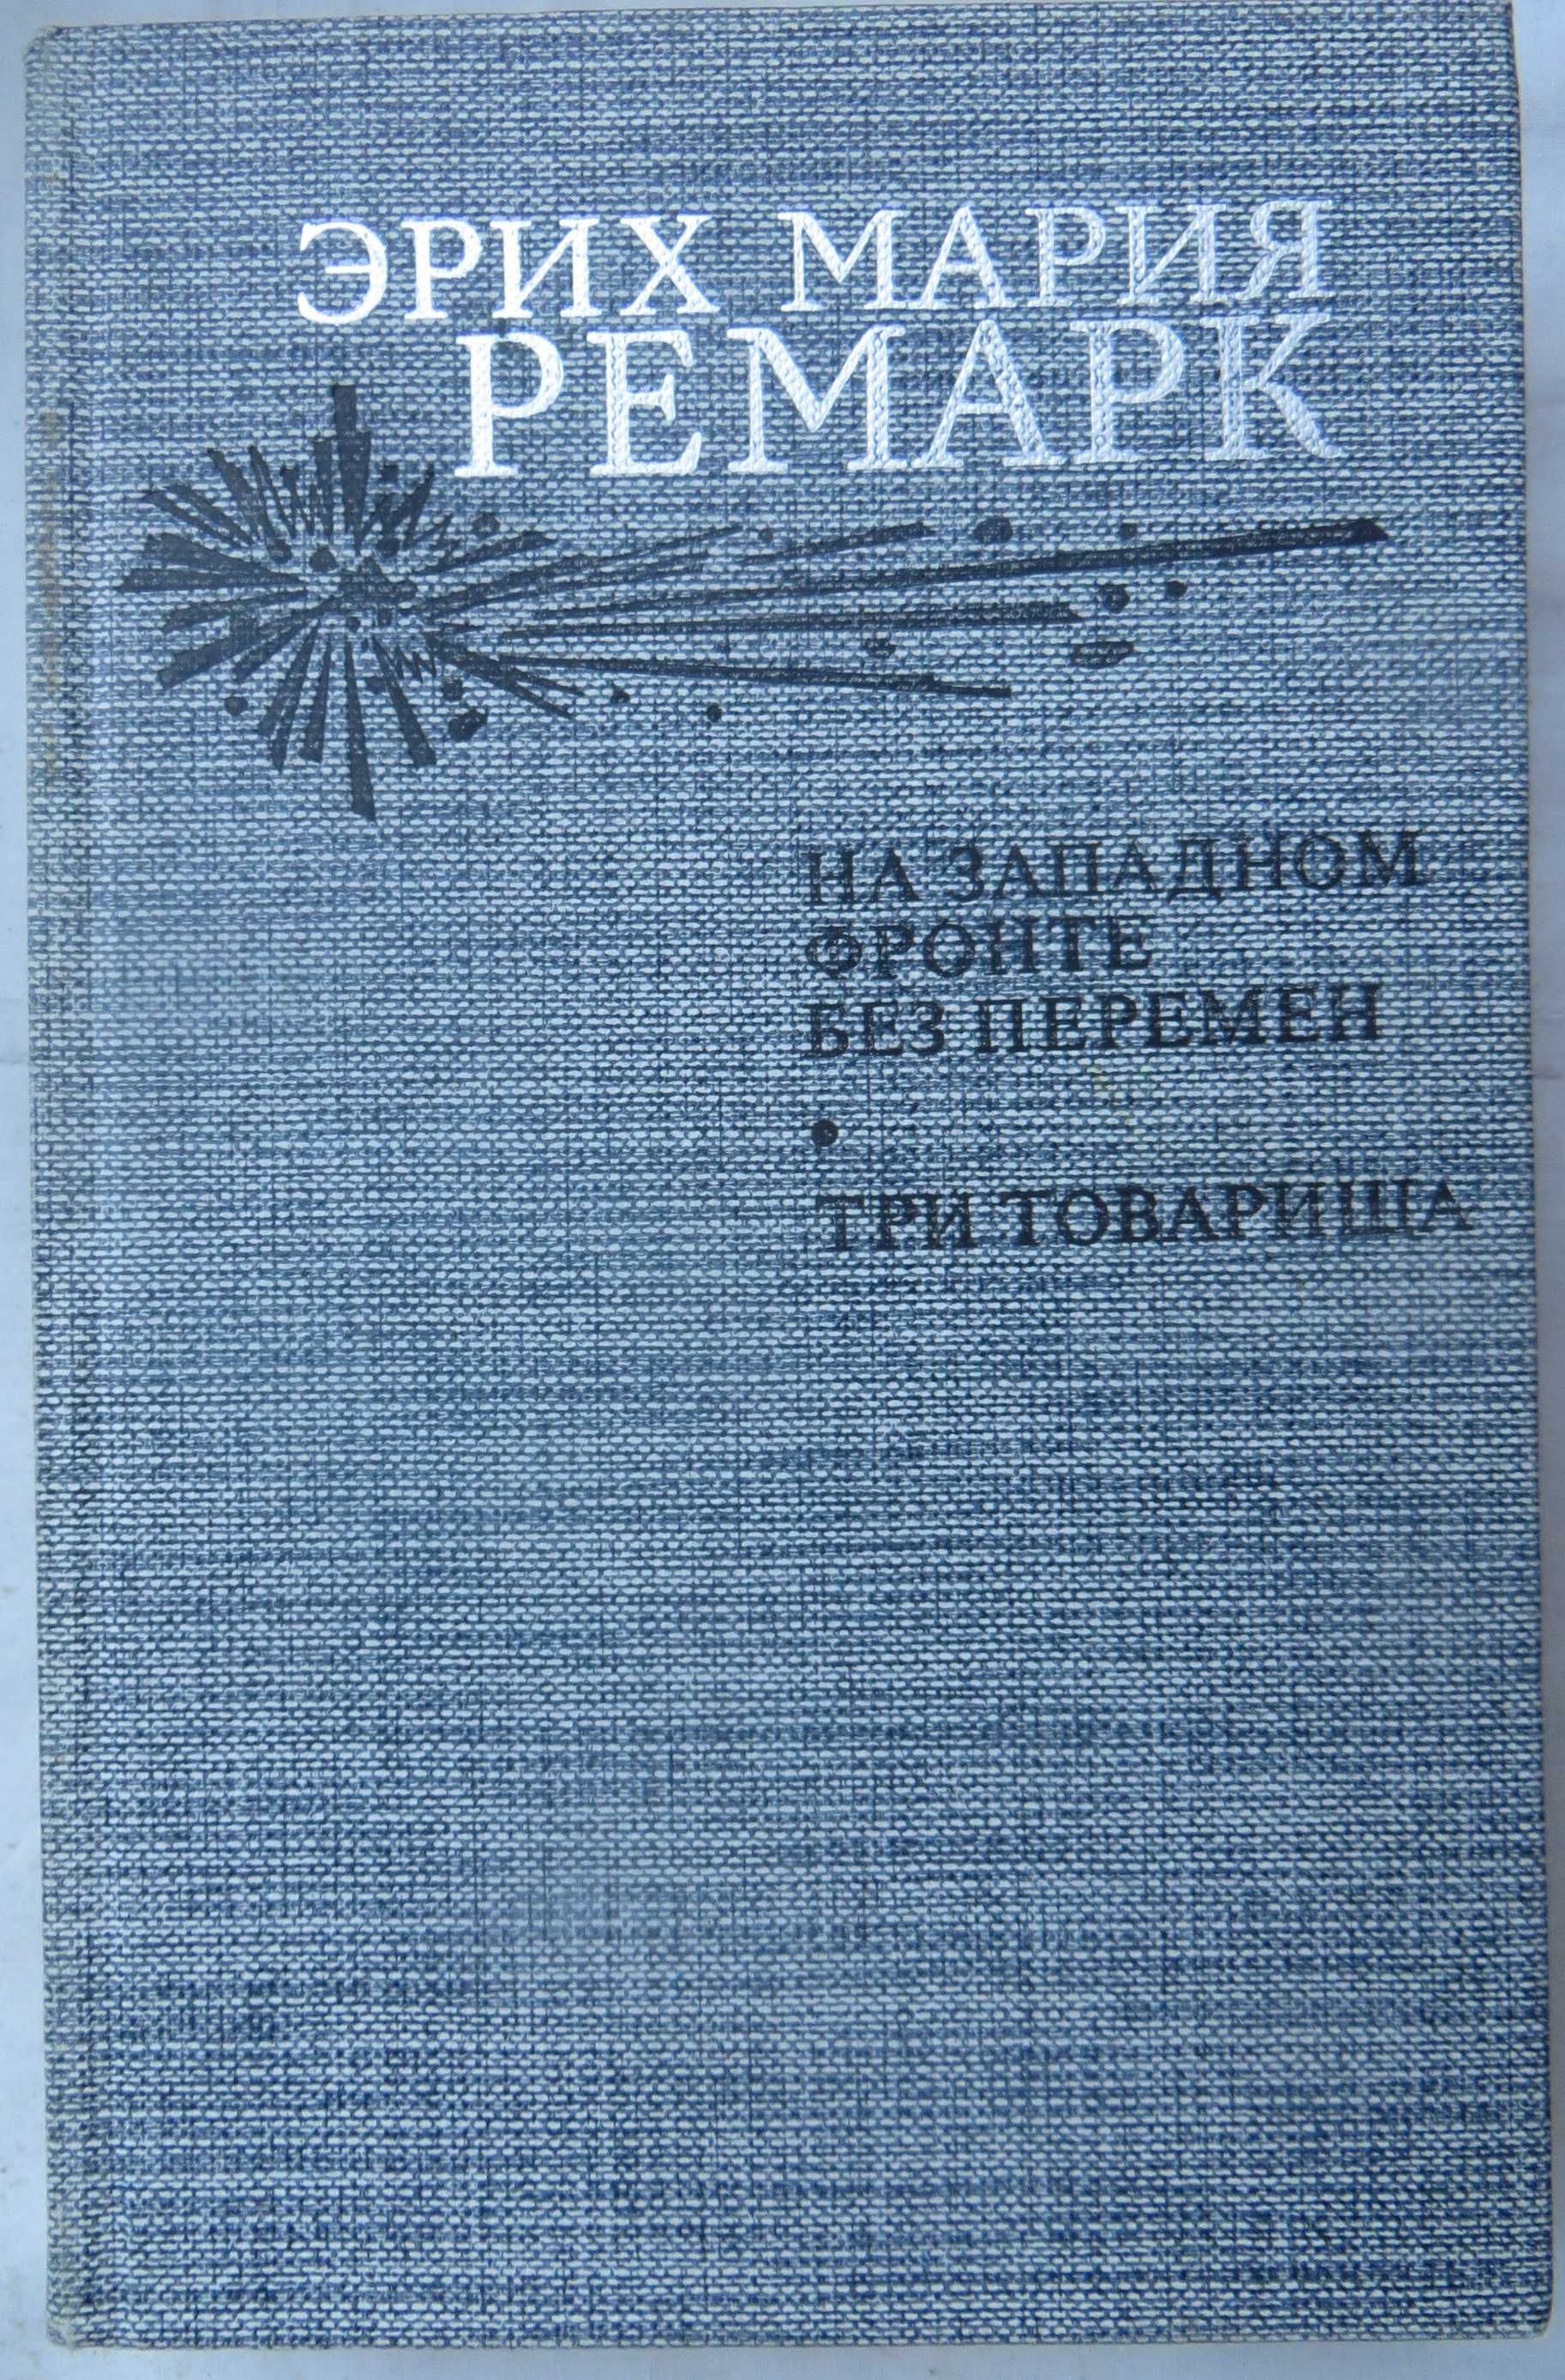 ЭРИХ МАРИЯ
РЕМАРК
НА ЗАПАДНОМ
ФРОНТЕ
БЕЗ ПЕРЕМЕН
•
ТРИ ТОВАРИЩА